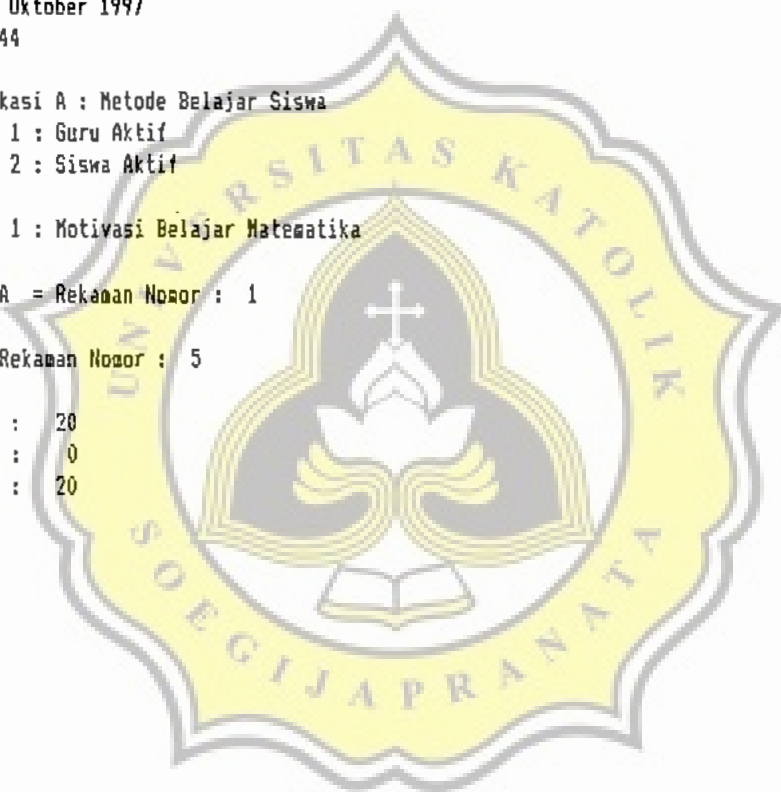 Oktober 1997
44
kasi A : Metode Belajar Siswa
1 : Guru Aktif
2 : Siswa Aktif
1 : Motivasi Belajar Matematika
A = Rekaman Nomor : 1
Rekaman Nomor : 5
: 20
: 0
: 20
UNIVERSITAS KATOLIK
SOEGIJAPRANATA